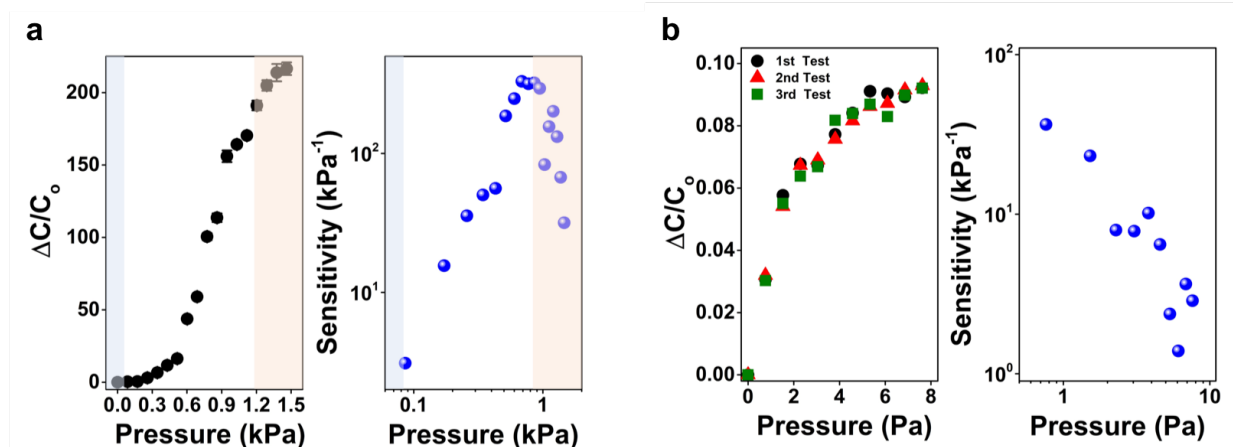 a
ΔC/Co
200
150
100
50
0
0.0 0.3 0.6 0.9 1.2 1.5
Pressure (kPa)
Sensitivity (kPa-1)
10²
10¹
0.1 1
Pressure (kPa)
b
ΔC/Co
0.10
0.08
0.06
0.04
0.02
0.00
1st Test
2nd Test
3rd Test
0 2 4 6 8
Pressure (Pa)
Sensitivity (kPa-1)
10²
10¹
10⁰
1 10
Pressure (Pa)